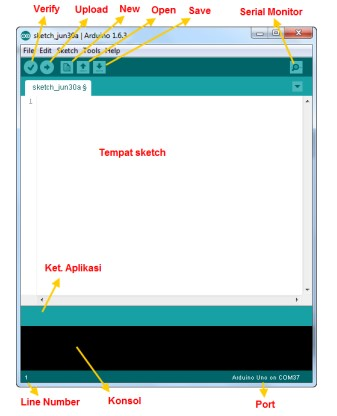 Verify Upload New Open Save Serial Monitor
sketch_jun30a | Arduino 1.6.3
File Edit Sketch Tools Help
sketch_jun30a §
1
Tempat sketch
Ket. Aplikasi
1 Arduino Uno on COM37
Line Number Konsol Port